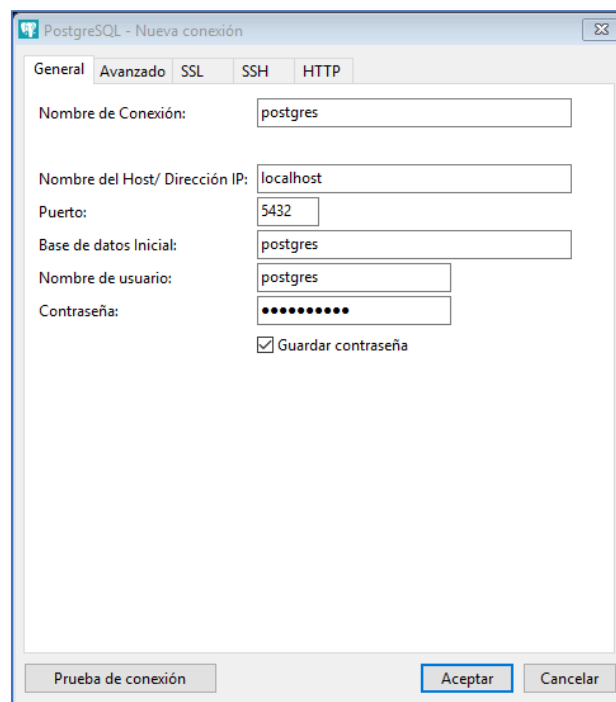 PostgreSQL - Nueva conexión
General Avanzado SSL SSH HTTP
Nombre de Conexión: postgres
Nombre del Host/ Dirección IP: localhost
Puerto: 5432
Base de datos Inicial: postgres
Nombre de usuario: postgres
Contraseña: ●●●●●●●●●●
Guardar contraseña
Prueba de conexión Aceptar Cancelar